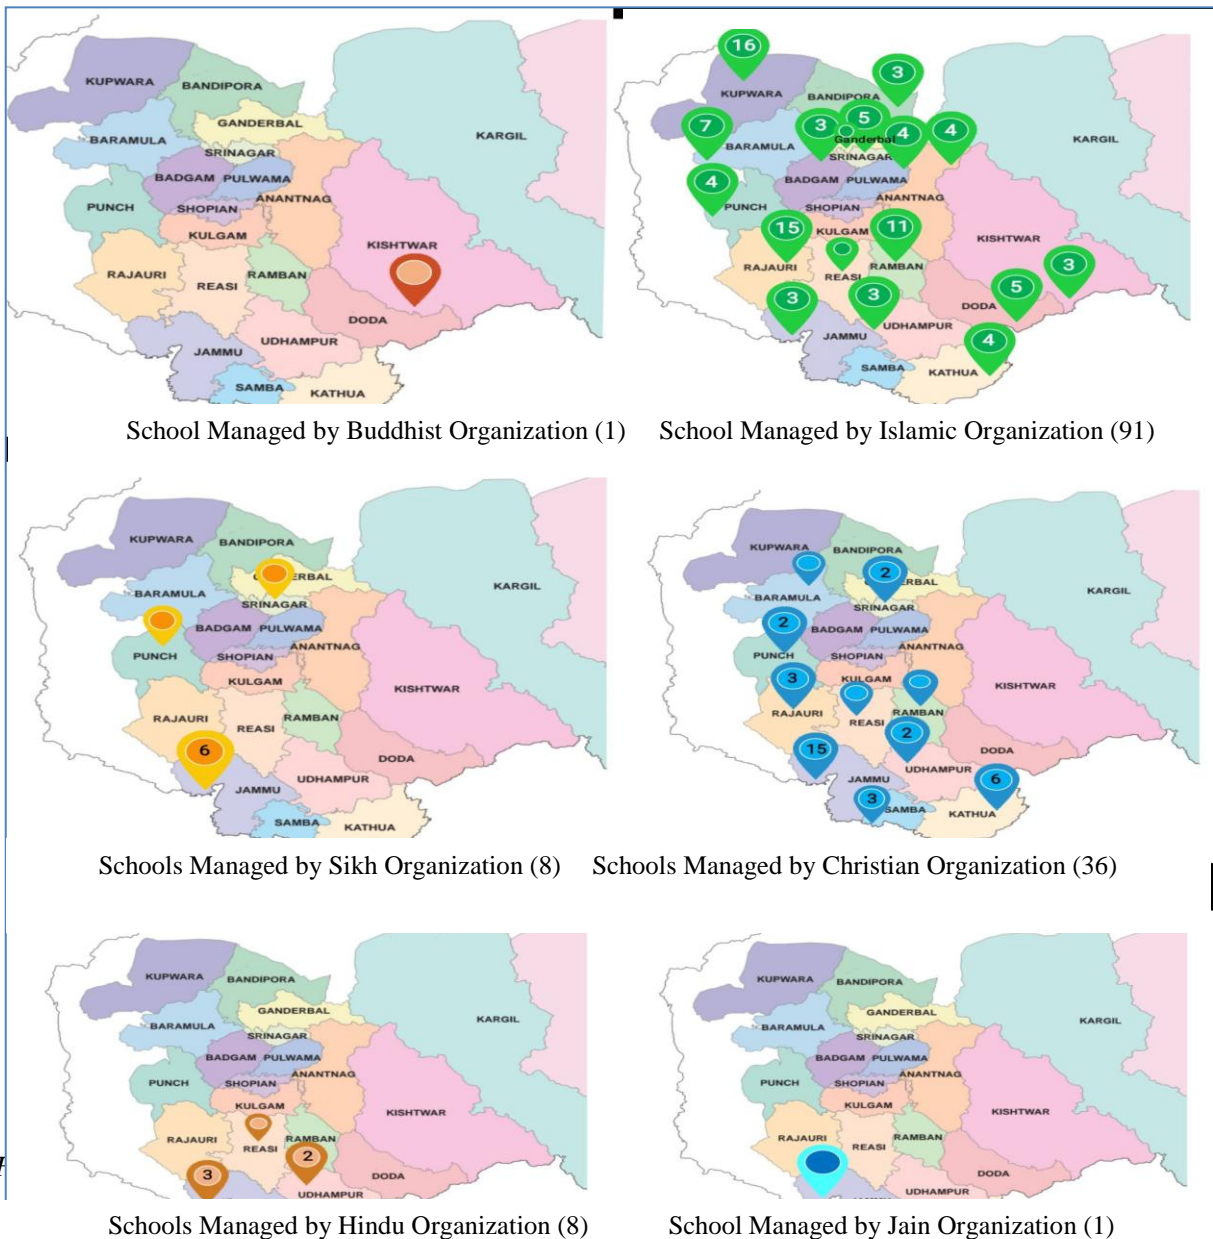 KUPWARA
BANDIPORA
GANDERBAL
KARGIL
BARAMULA
SRINAGAR
BADGAM PULWAMA
ANANTNAG
PUNCH
SHOPIAN
KULGAM
KISHTWAR
RAJAURI
REASI
RAMBAN
DODA
JAMMU
UDHAMPUR
SAMBA
KATHUA
16
3
KUPWARA
BANDIPORA
7
3
5
4
4
Ganderbal
KARGIL
BARAMULA
SRINAGAR
4
BADGAM
PULWAMA
PUNCH
SHOPIAN
ANANTNAG
15
11
KULGAM
KISHTWAR
RAJAURI
REASI
RAMBAN
3
3
3
5
DODA
4
JAMMU
UDHAMPUR
SAMBA
KATHUA
School Managed by Buddhist Organization (1)
School Managed by Islamic Organization (91)
KUPWARA
BANDIPORA
ERBAL
KARGIL
BARAMULA
SRINAGAR
BADGAM
PULWAMA
ANANTNAG
PUNCH
SHOPIAN
KULGAM
KISHTWAR
RAJAURI
REASI
RAMBAN
6
DODA
JAMMU
UDHAMPUR
SAMBA
KATHUA
KUPWARA
BANDIPORA
2
DERBAL
KARGIL
BARAMULA
SRINAGAR
2
BADGAM
PULWAMA
PUNCH
SHOPIAN
ANANTNAG
3
KULGAM
KISHTWAR
RAJAURI
REASI
RAMBAN
15
2
DODA
JAMMU
UDHAMPUR
6
3
SAMBA
KATHUA
Schools Managed by Sikh Organization (8)
Schools Managed by Christian Organization (36)
KUPWARA
BANDIPORA
GANDERBAL
KARGIL
BARAMULA
SRINAGAR
BADGAM
PULWAMA
ANANTNAG
PUNCH
SHOPIAN
KULGAM
KISHTWAR
RAJAURI
REASI
RAMBAN
3
2
DODA
UDHAMPUR
KUPWARA
BANDIPORA
GANDERBAL
KARGIL
BARAMULA
SRINAGAR
BADGAM
PULWAMA
ANANTNAG
PUNCH
SHOPIAN
KULGAM
KISHTWAR
RAJAURI
REASI
RAMBAN
DODA
JAMMU
UDHAMPUR
Schools Managed by Hindu Organization (8)
School Managed by Jain Organization (1)